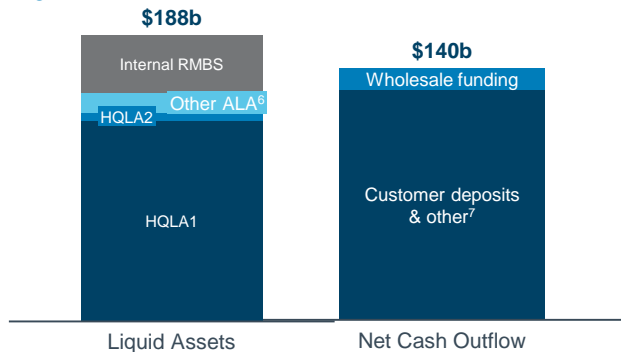 $188b
Internal RMBS
Other ALA6
HQLA2
HQLA1
Liquid Assets
$140b
Wholesale funding
Customer deposits
& other7
Net Cash Outflow